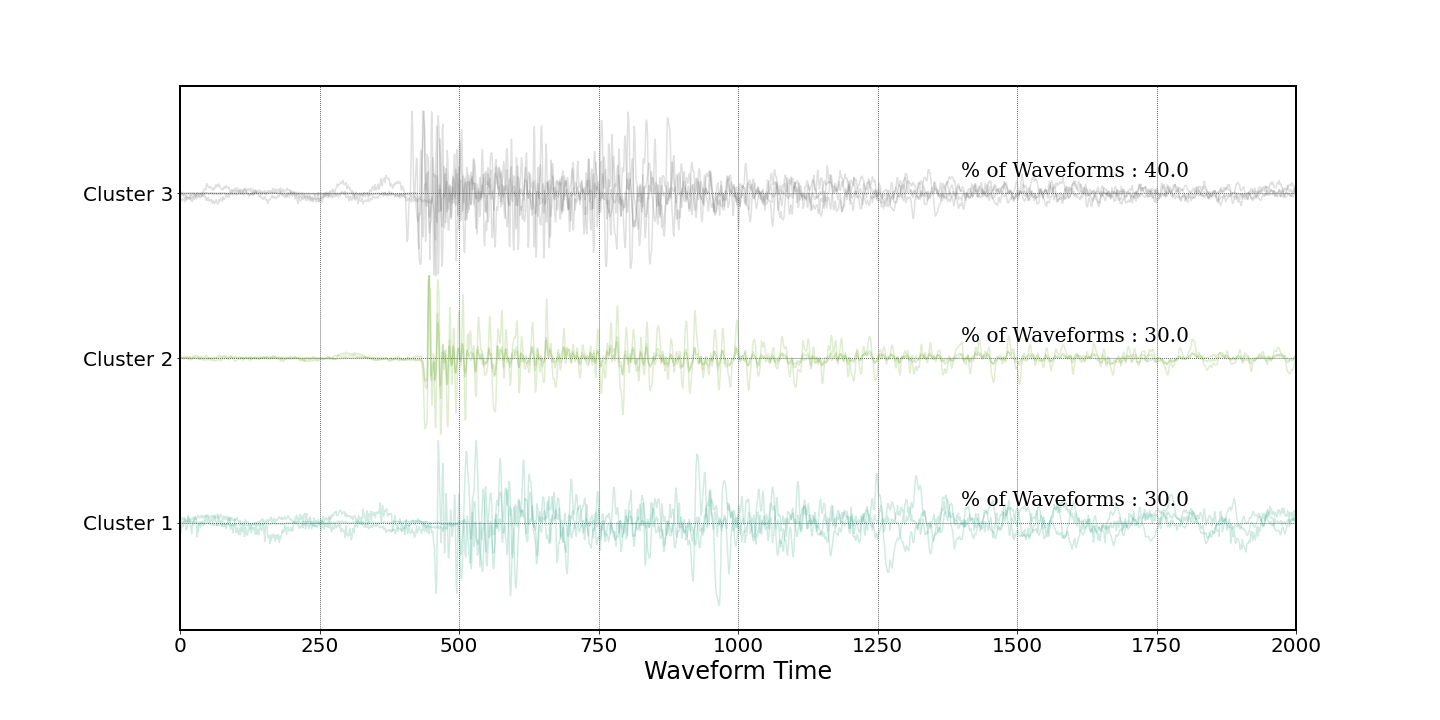 Cluster 3
% of Waveforms : 40.0
Cluster 2
% of Waveforms : 30.0
Cluster 1
% of Waveforms : 30.0
0 250 500 750 1000 1250 1500 1750 2000
Waveform Time